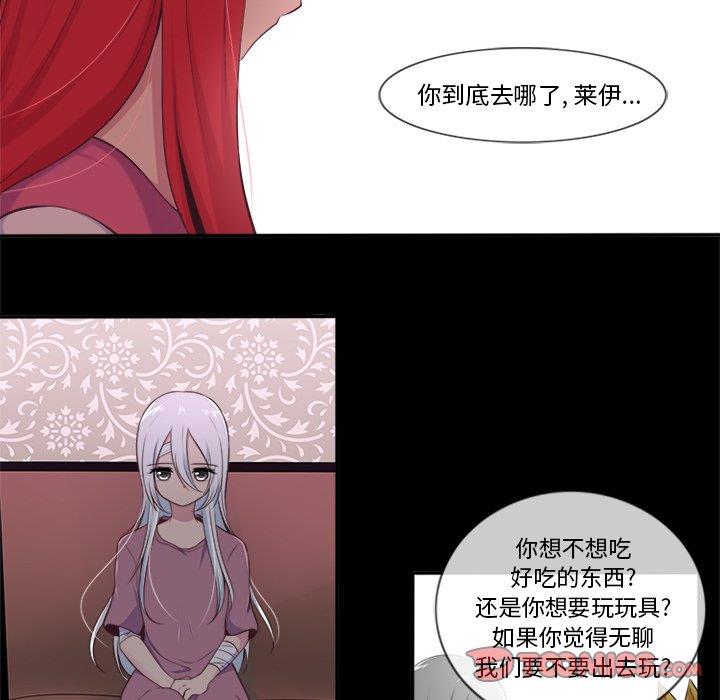 你到底去哪了，莱伊...
你想不想吃
好吃的东西?
还是你想要玩玩具?
如果你觉得无聊
我们要不要出去玩?